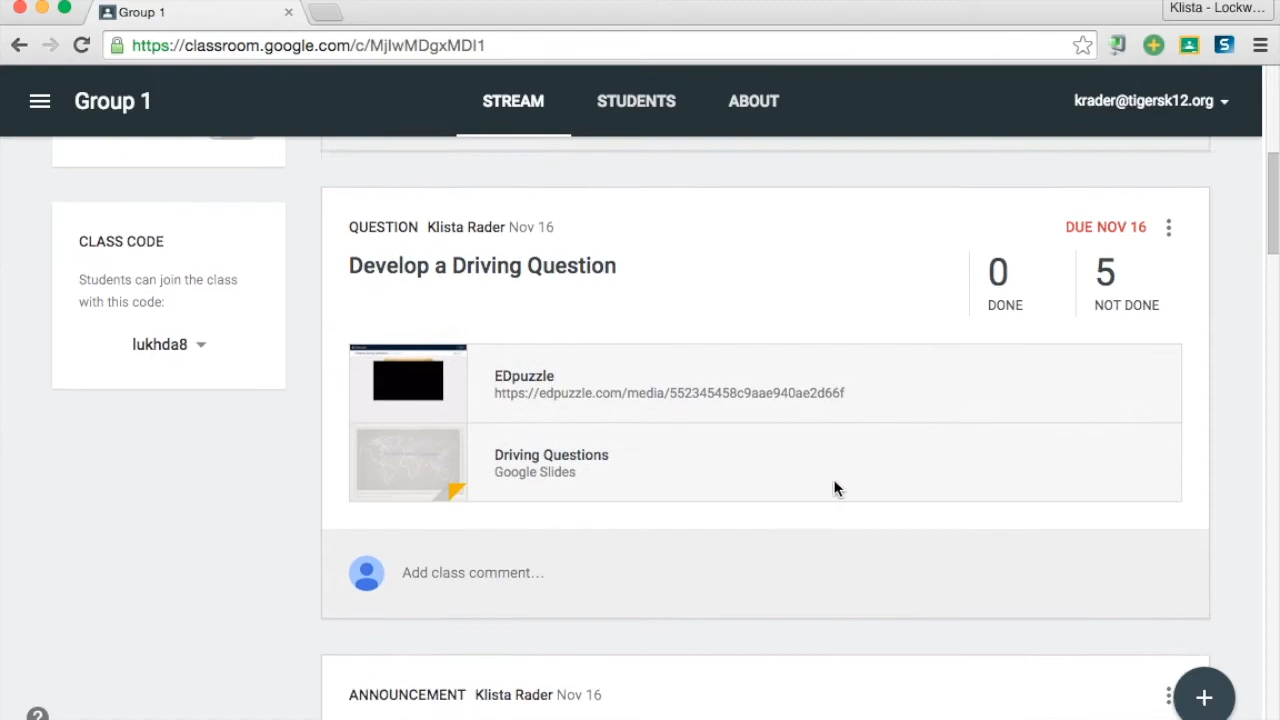 Group 1
Klista - Lockw...
https://classroom.google.com/c/MjIwMDgxMDI1
Group 1
STREAM
STUDENTS
ABOUT
krader@tigersk12.org
CLASS CODE
Students can join the class
with this code:
lukhda8
QUESTION Klista Rader Nov 16
DUE NOV 16
Develop a Driving Question
0
DONE
5
NOT DONE
EDpuzzle
https://edpuzzle.com/media/552345458c9aae940ae2d66f
Driving Questions
Google Slides
Add class comment...
ANNOUNCEMENT Klista Rader Nov 16